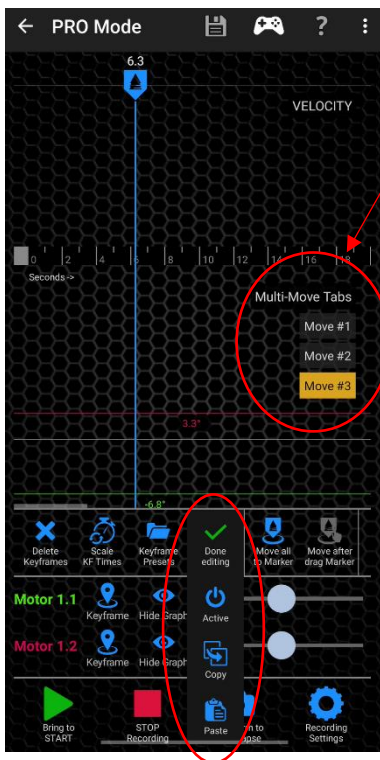 PRO Mode
?
6.3
VELOCITY
0 2 4 6 8 10 12 14 16 18
Seconds->
Multi-Move Tabs
Move #1
Move #2
Move #3
3.3°
-6.8°
Delete
Keyframes
Scale
KF Times
Keyframe
Presets
Done
editing
Move all
to Marker
Move after
drag Marker
Motor 1.1
Keyframe
Hide Graph
Active
Motor 1.2
Keyframe
Hide Graph
Copy
Bring to
START
STOP
Recording
Paste
Recording
Settings